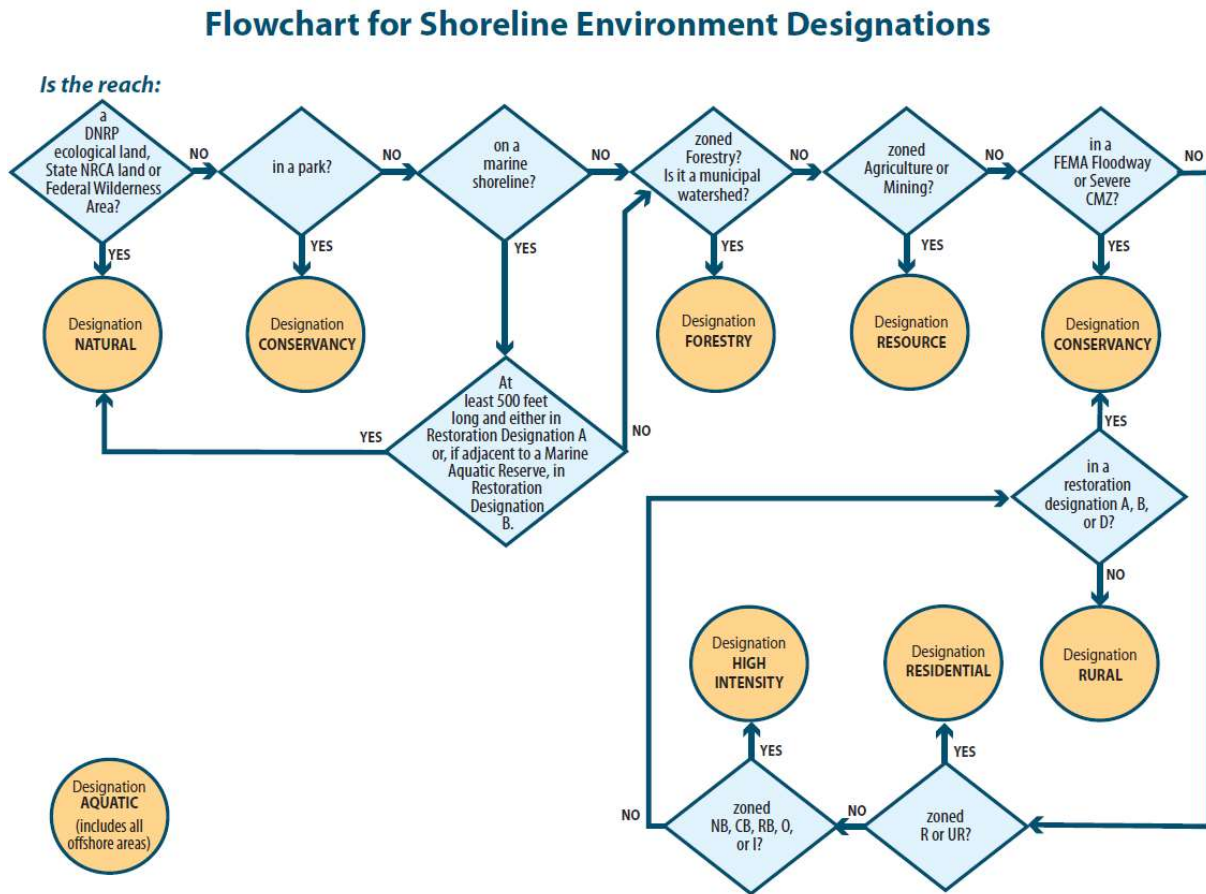 Flowchart for Shoreline Environment Designations
Is the reach:
a
DNRP
ecological land,
State NRCA land or
Federal Wilderness
Area?
NO
YES
Designation
NATURAL
in a park?
NO
YES
Designation
CONSERVANCY
on a
marine
shoreline?
NO
YES
At
least 500 feet
long and either in
Restoration Designation A
or, if adjacent to a Marine
Aquatic Reserve, in
Restoration
Designation
B.
YES
NO
zoned
Forestry?
Is it a municipal
watershed?
NO
YES
Designation
FORESTRY
zoned
Agriculture or
Mining?
NO
YES
Designation
RESOURCE
in a
FEMA Floodway
or Severe
CMZ?
NO
YES
Designation
CONSERVANCY
YES
in a
restoration
designation A, B,
or D?
NO
Designation
RURAL
Designation
RESIDENTIAL
YES
zoned
R or UR?
NO
Designation
HIGH
INTENSITY
YES
zoned
NB, CB, RB, O,
or I?
NO
Designation
AQUATIC
(includes all
offshore areas)